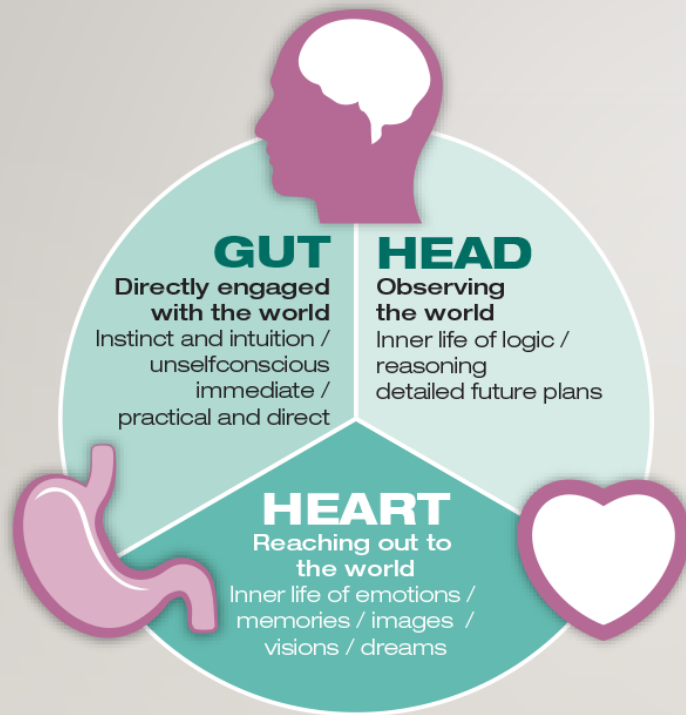 GUT
Directly engaged
with the world
Instinct and intuition /
unselfconscious
immediate /
practical and direct
HEAD
Observing
the world
Inner life of logic /
reasoning
detailed future plans
HEART
Reaching out to
the world
Inner life of emotions /
memories / images /
visions / dreams